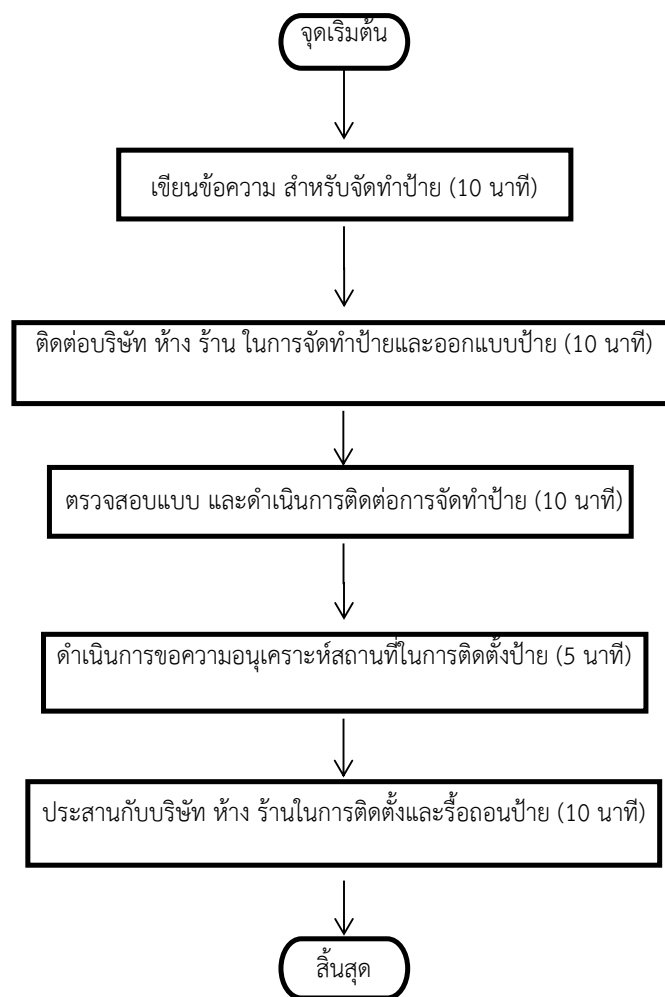 จุดเริ่มต้น
เขียนข้อความ สำหรับจัดทำป้าย (10 นาที)
ติดต่อบริษัท ห้าง ร้าน ในการจัดทำป้ายและออกแบบป้าย (10 นาที)
ตรวจสอบแบบ และดำเนินการติดต่อการจัดทำป้าย (10 นาที)
ดำเนินการขอความอนุเคราะห์สถานที่ในการติดตั้งป้าย (5 นาที)
ประสานกับบริษัท ห้าง ร้านในการติดตั้งและรื้อถอนป้าย (10 นาที)
สิ้นสุด